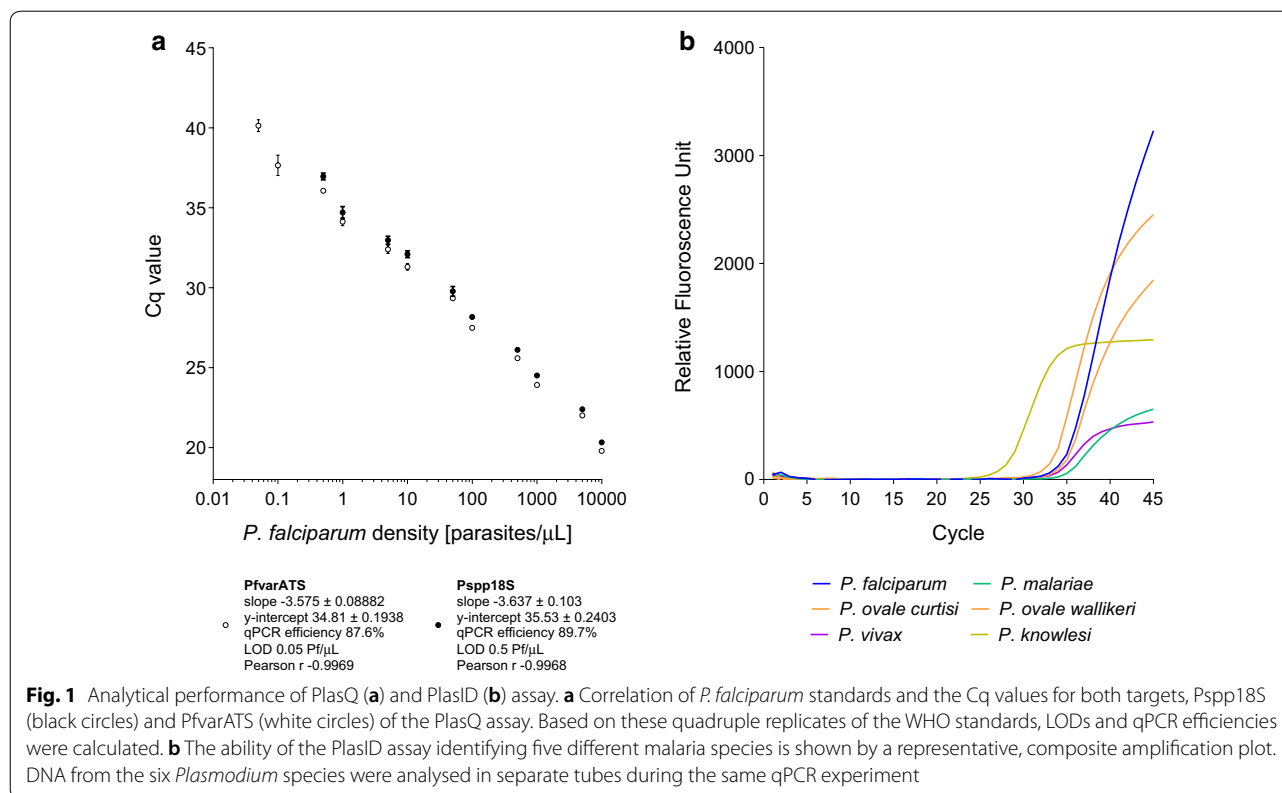 a
45
40
35
30
25
20
Cq value
0.01 0.1 1 10 100 1000 10000
P. falciparum density [parasites/μL]
PfvarATS
slope -3.575 ± 0.08882
y-intercept 34.81 ± 0.1938
qPCR efficiency 87.6%
LOD 0.05 Pf/μL
Pearson r -0.9969
Pspp18S
slope -3.637 ± 0.103
y-intercept 35.53 ± 0.2403
qPCR efficiency 89.7%
LOD 0.5 Pf/μL
Pearson r -0.9968
b
4000
3000
2000
1000
0
Relative Fluoroscence Unit
0 5 10 15 20 25 30 35 40 45
Cycle
P. falciparum P. malariae
P. ovale curtisi P. ovale wallikeri
P. vivax P. knowlesi
Fig. 1 Analytical performance of PlasQ (a) and PlasID (b) assay. a Correlation of P. falciparum standards and the Cq values for both targets, Pspp18S
(black circles) and PfvarATS (white circles) of the PlasQ assay. Based on these quadruple replicates of the WHO standards, LODs and qPCR efficiencies
were calculated. b The ability of the PlasID assay identifying five different malaria species is shown by a representative, composite amplification plot.
DNA from the six Plasmodium species were analysed in separate tubes during the same qPCR experiment